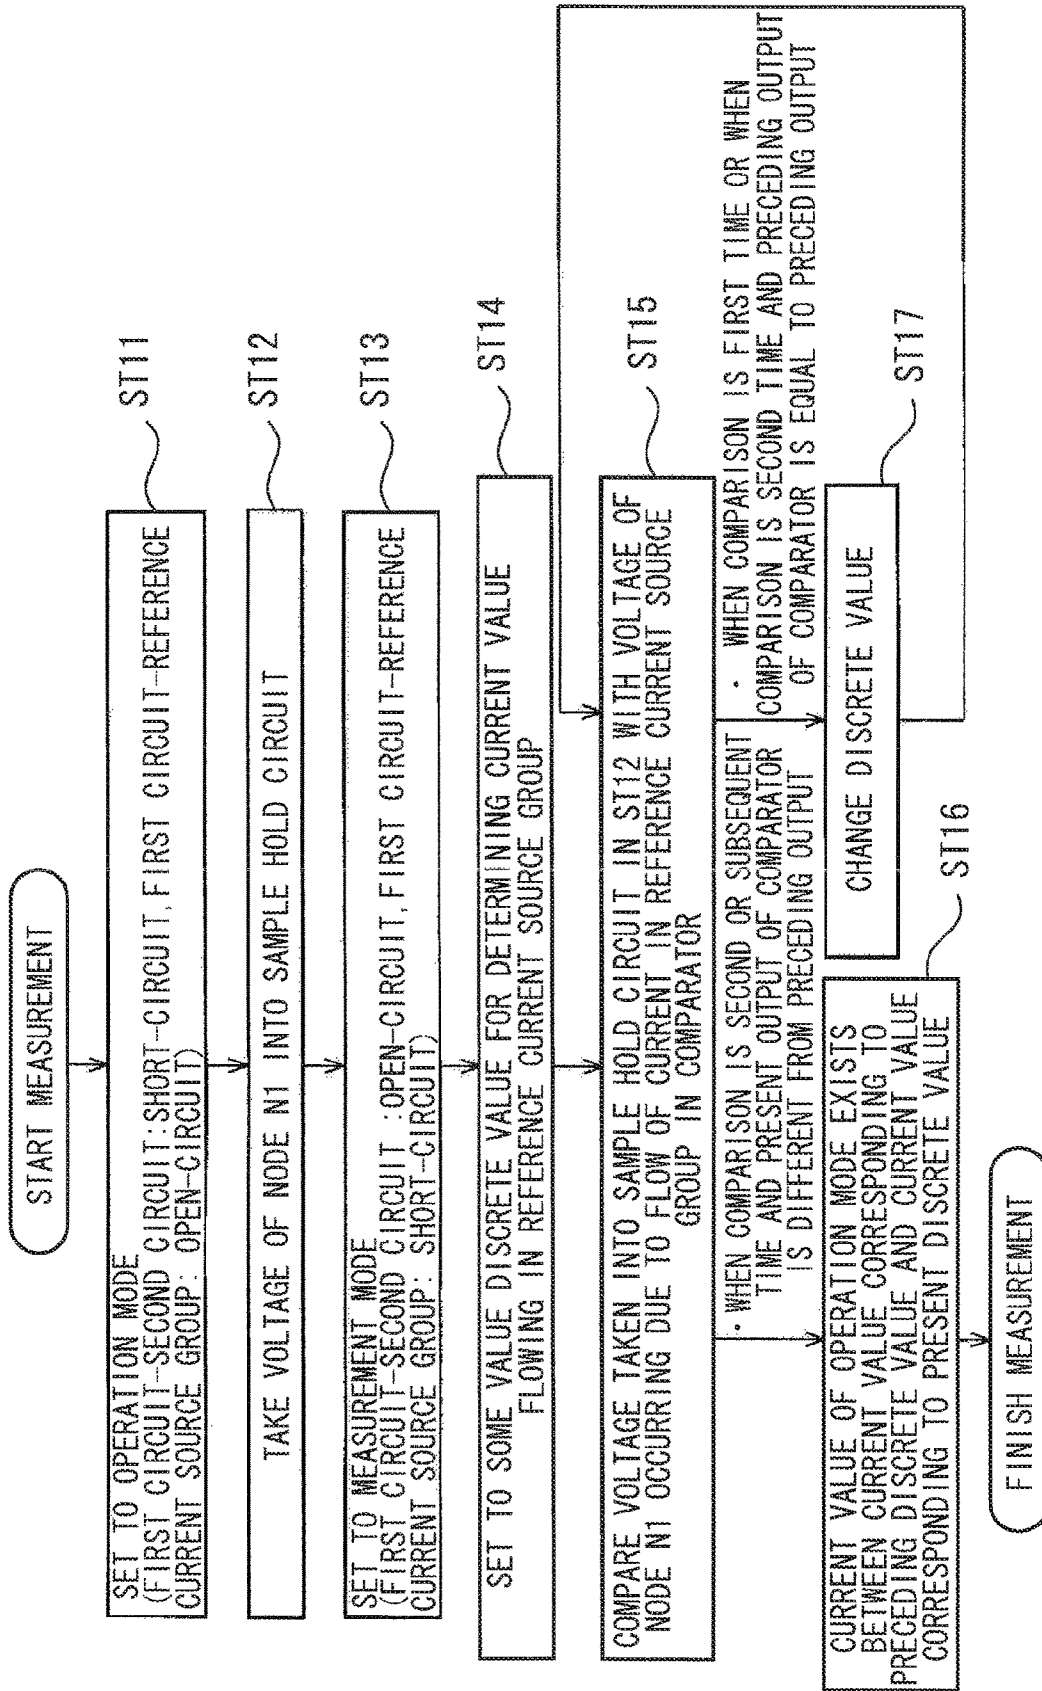 START MEASUREMENT
SET TO OPERATION MODE
(FIRST CIRCUIT-SECOND CIRCUIT:SHORT-CIRCUIT,FIRST CIRCUIT-REFERENCE
CURRENT SOURCE GROUP: OPEN-CIRCUIT)
ST11
TAKE VOLTAGE OF NODE N1 INTO SAMPLE HOLD CIRCUIT
ST12
SET TO MEASUREMENT MODE
(FIRST CIRCUIT-SECOND CIRCUIT :OPEN-CIRCUIT,FIRST CIRCUIT-REFERENCE
CURRENT SOURCE GROUP: SHORT-CIRCUIT)
ST13
SET TO SOME VALUE DISCRETE VALUE FOR DETERMINING CURRENT VALUE
FLOWING IN REFERENCE CURRENT SOURCE GROUP
ST14
COMPARE VOLTAGE TAKEN INTO SAMPLE HOLD CIRCUIT IN ST12 WITH VOLTAGE OF
NODE N1 OCCURRING DUE TO FLOW OF CURRENT IN REFERENCE CURRENT SOURCE
GROUP IN COMPARATOR
ST15
• WHEN COMPARISON IS SECOND OR SUBSEQUENT
TIME AND PRESENT OUTPUT OF COMPARATOR
IS DIFFERENT FROM PRECEDING OUTPUT
• WHEN COMPARISON IS FIRST TIME OR WHEN
COMPARISON IS SECOND TIME AND PRECEDING OUTPUT
OF COMPARATOR IS EQUAL TO PRECEDING OUTPUT
CURRENT VALUE OF OPERATION MODE EXISTS
BETWEEN CURRENT VALUE CORRESPONDING TO
PRECEDING DISCRETE VALUE AND CURRENT VALUE
CORRESPONDING TO PRESENT DISCRETE VALUE
ST16
CHANGE DISCRETE VALUE
ST17
FINISH MEASUREMENT